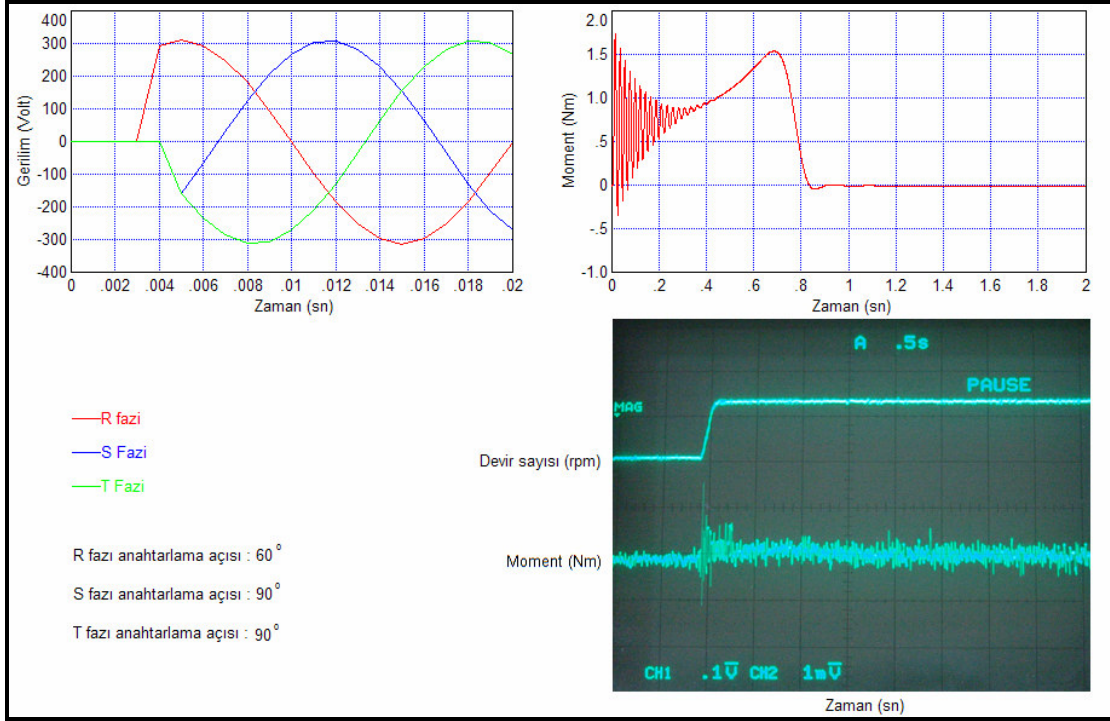 400
300
200
100
0
-100
-200
-300
-400
Gerilim (Volt)
0 .002 .004 .006 .008 .010 .012 .014 .016 .018 .02
Zaman (sn)
2.0
1.5
1.0
.5
0
-.5
-1.0
Moment (Nm)
0 .2 .4 .6 .8 1 1.2 1.4 1.6 1.8 2
Zaman (sn)
R fazi
S Fazi
T Fazi
R fazı anahtarlama açısı : 60°
S fazı anahtarlama açısı : 90°
T fazı anahtarlama açısı : 90°
A .5s
PAUSE
MAG
Devir sayısı (rpm)
Moment (Nm)
CH1 .1V CH2 1mV
Zaman (sn)